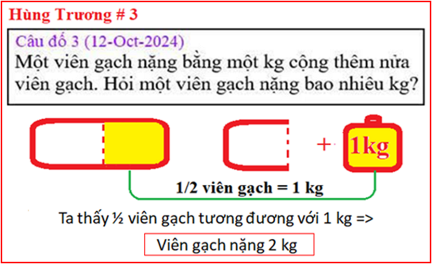 Hùng Trương # 3
Câu đố 3 (12-Oct-2024)
Một viên gạch nặng bằng một kg cộng thêm nửa
viên gạch. Hỏi một viên gạch nặng bao nhiêu kg?
+ 1kg
1/2 viên gạch = 1 kg
Ta thấy ½ viên gạch tương đương với 1 kg =>
Viên gạch nặng 2 kg